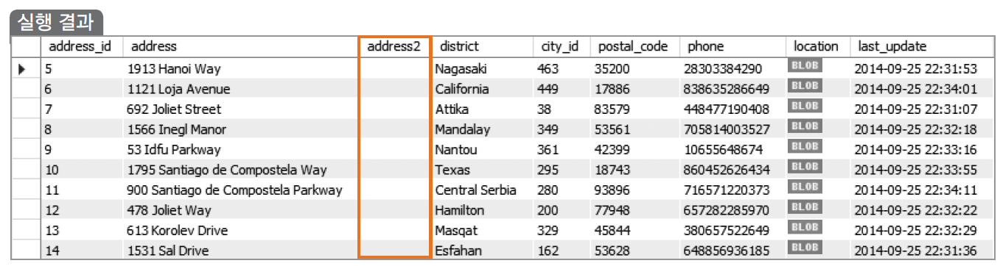 실행 결과
address_id address address2 district city_id postal_code phone location last_update
5 1913 Hanoi Way Nagasaki 463 35200 28303384290 BLOB 2014-09-25 22:31:53
6 1121 Loja Avenue California 449 17886 838635286649 BLOB 2014-09-25 22:34:01
7 692 Joliet Street Attika 38 83579 448477190408 BLOB 2014-09-25 22:31:07
8 1566 Inegl Manor Mandalay 349 53561 705814003527 BLOB 2014-09-25 22:32:18
9 53 Idfu Parkway Nantou 361 42399 10655648674 BLOB 2014-09-25 22:33:16
10 1795 Santiago de Compostela Way Texas 295 18743 860452626434 BLOB 2014-09-25 22:33:55
11 900 Santiago de Compostela Parkway Central Serbia 280 93896 716571220373 BLOB 2014-09-25 22:34:11
12 478 Joliet Way Hamilton 200 77948 657282285970 BLOB 2014-09-25 22:32:22
13 613 Korolev Drive Masqat 329 45844 380657522649 BLOB 2014-09-25 22:32:29
14 1531 Sal Drive Esfahan 162 53628 648856936185 BLOB 2014-09-25 22:31:36